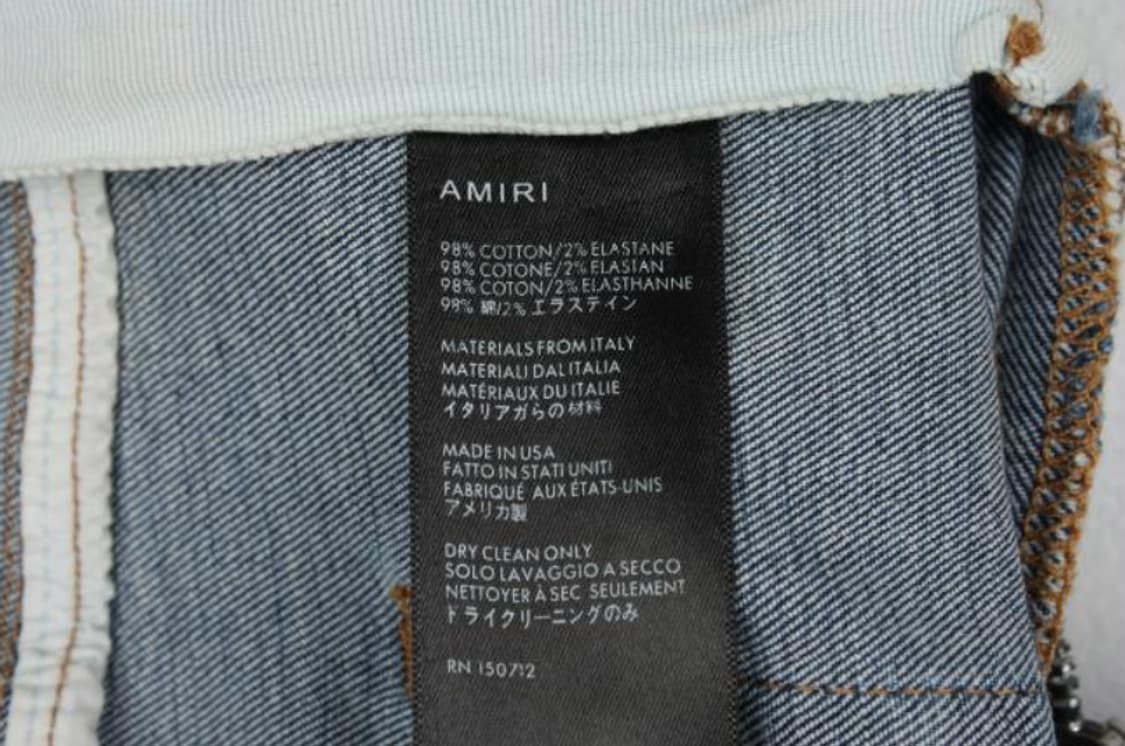 AMIRI
98% COTTON/2% ELASTANE
98% COTONE/2% ELASTAN
98% COTON/2% ELASTHANNE
98% 綿/2% エラステイン
MATERIALS FROM ITALY
MATERIALI DAL ITALIA
MATÉRIAUX DU ITALIE
イタリアガらの材料
MADE IN USA
FATTO IN STATI UNITI
FABRIQUÉ AUX ÉTATS-UNIS
アメリカ製
DRY CLEAN ONLY
SOLO LAVAGGIO A SECCO
NETTOYER À SEC SEULEMENT
ドライクリーニングのみ
RN 150712